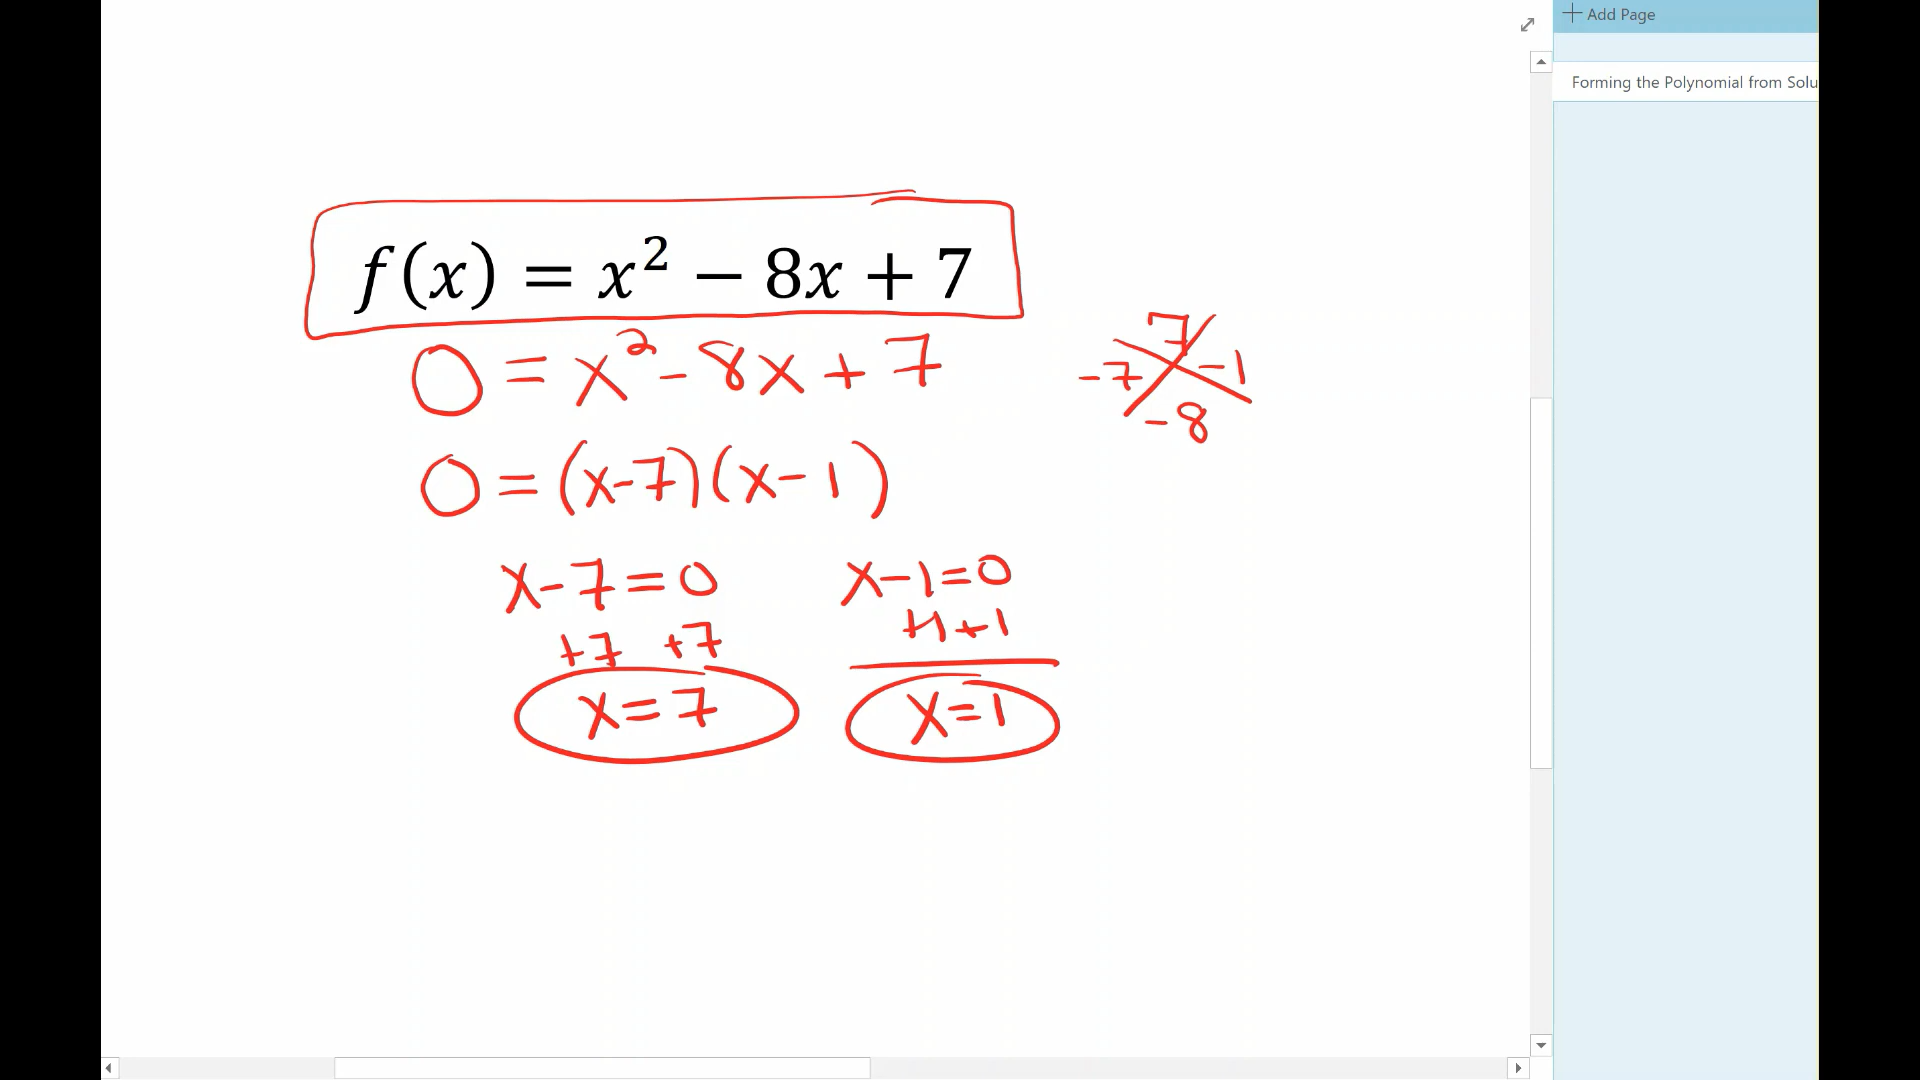 + Add Page
Forming the Polynomial from Solu
f(x) = x² − 8x + 7
0 = x² - 8x + 7
7
-7 -1
-8
0 = (x-7)(x-1)
x-7=0 x-1=0
+7 +7 +1 +1
x=7 x=1